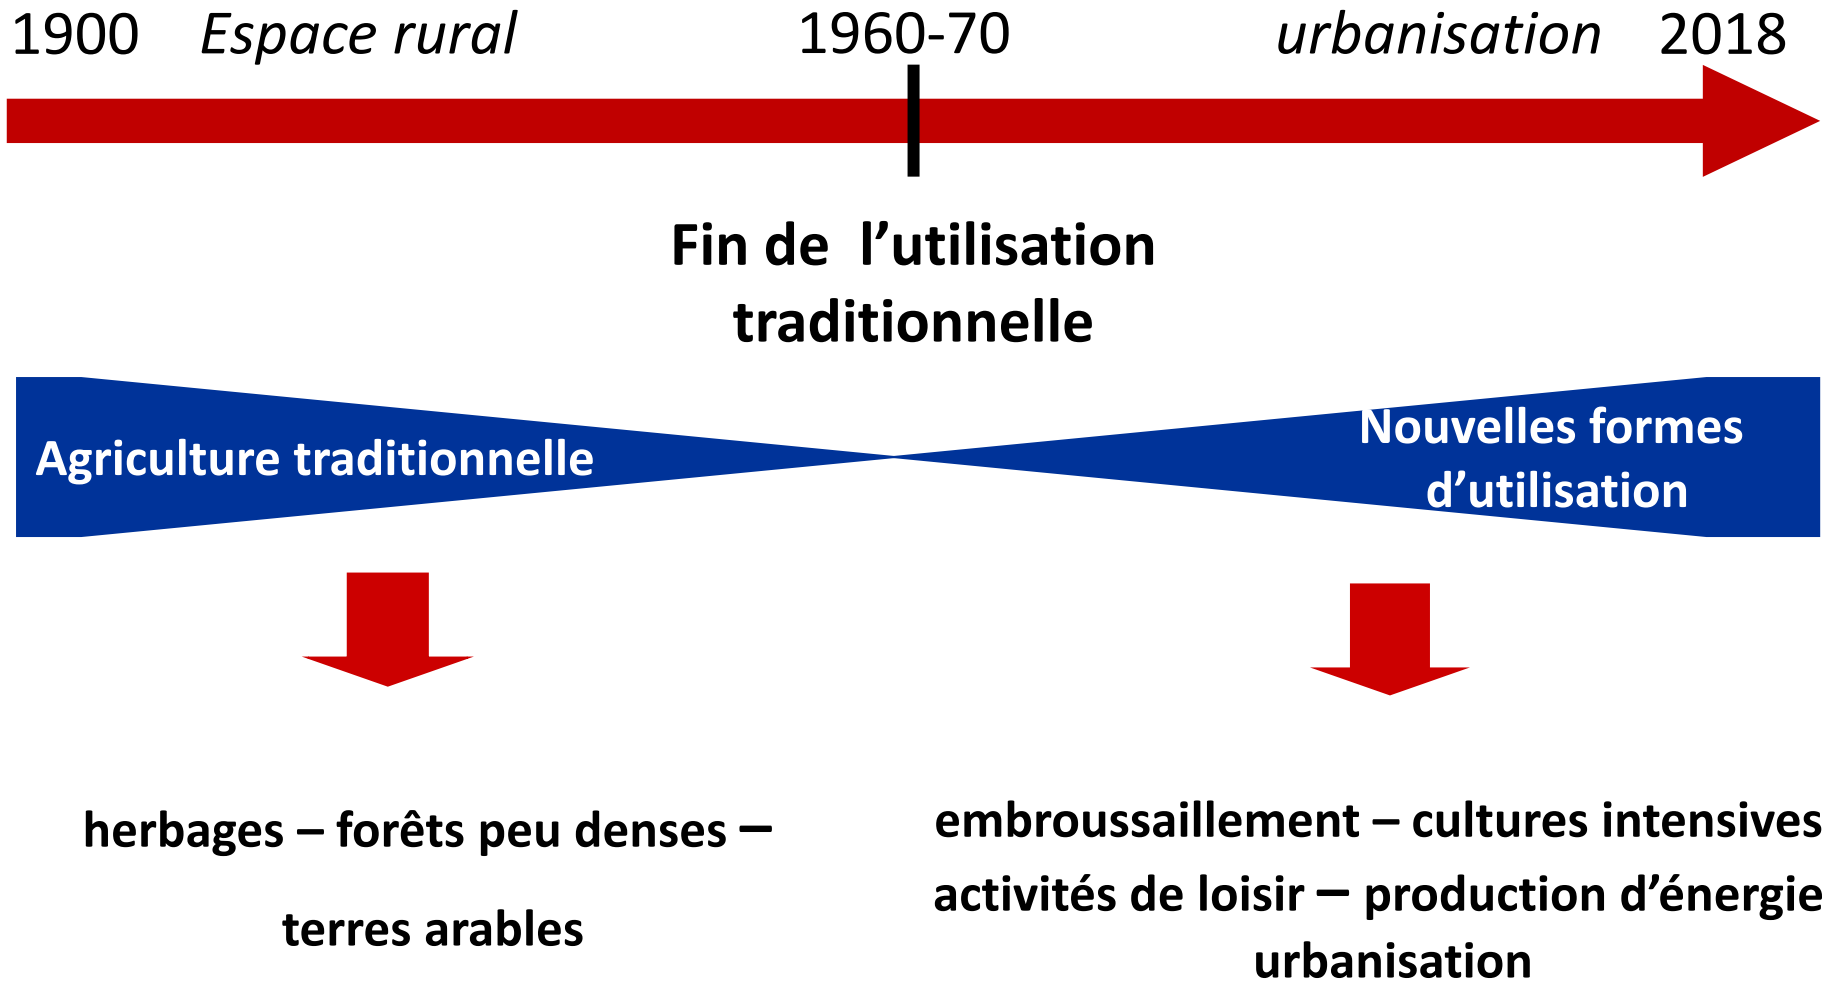 1900 Espace rural 1960-70 urbanisation 2018
Fin de l’utilisation
traditionnelle
Agriculture traditionnelle
Nouvelles formes
d’utilisation
herbages – forêts peu denses –
terres arables
embroussaillement – cultures intensives
activités de loisir – production d’énergie
urbanisation